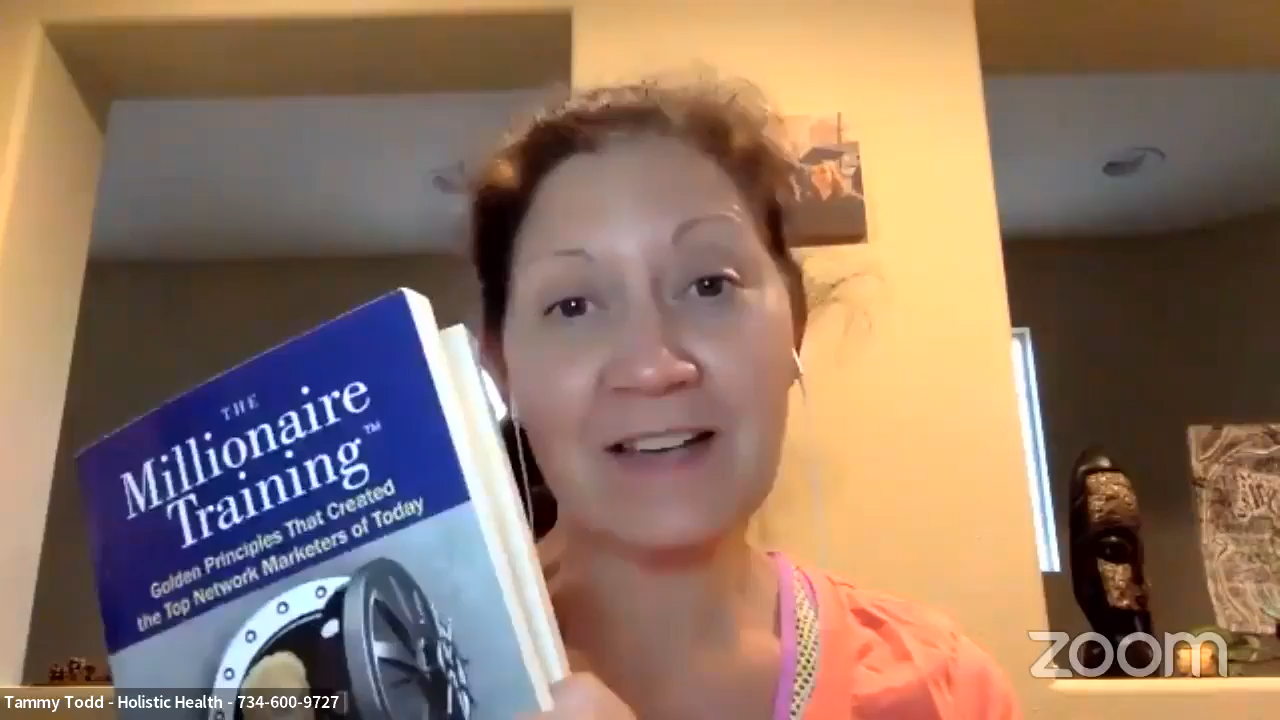 THE
Millionaire
Training™
Golden Principles That Created
the Top Network Marketers of Today
zoom
Tammy Todd - Holistic Health - 734-600-9727